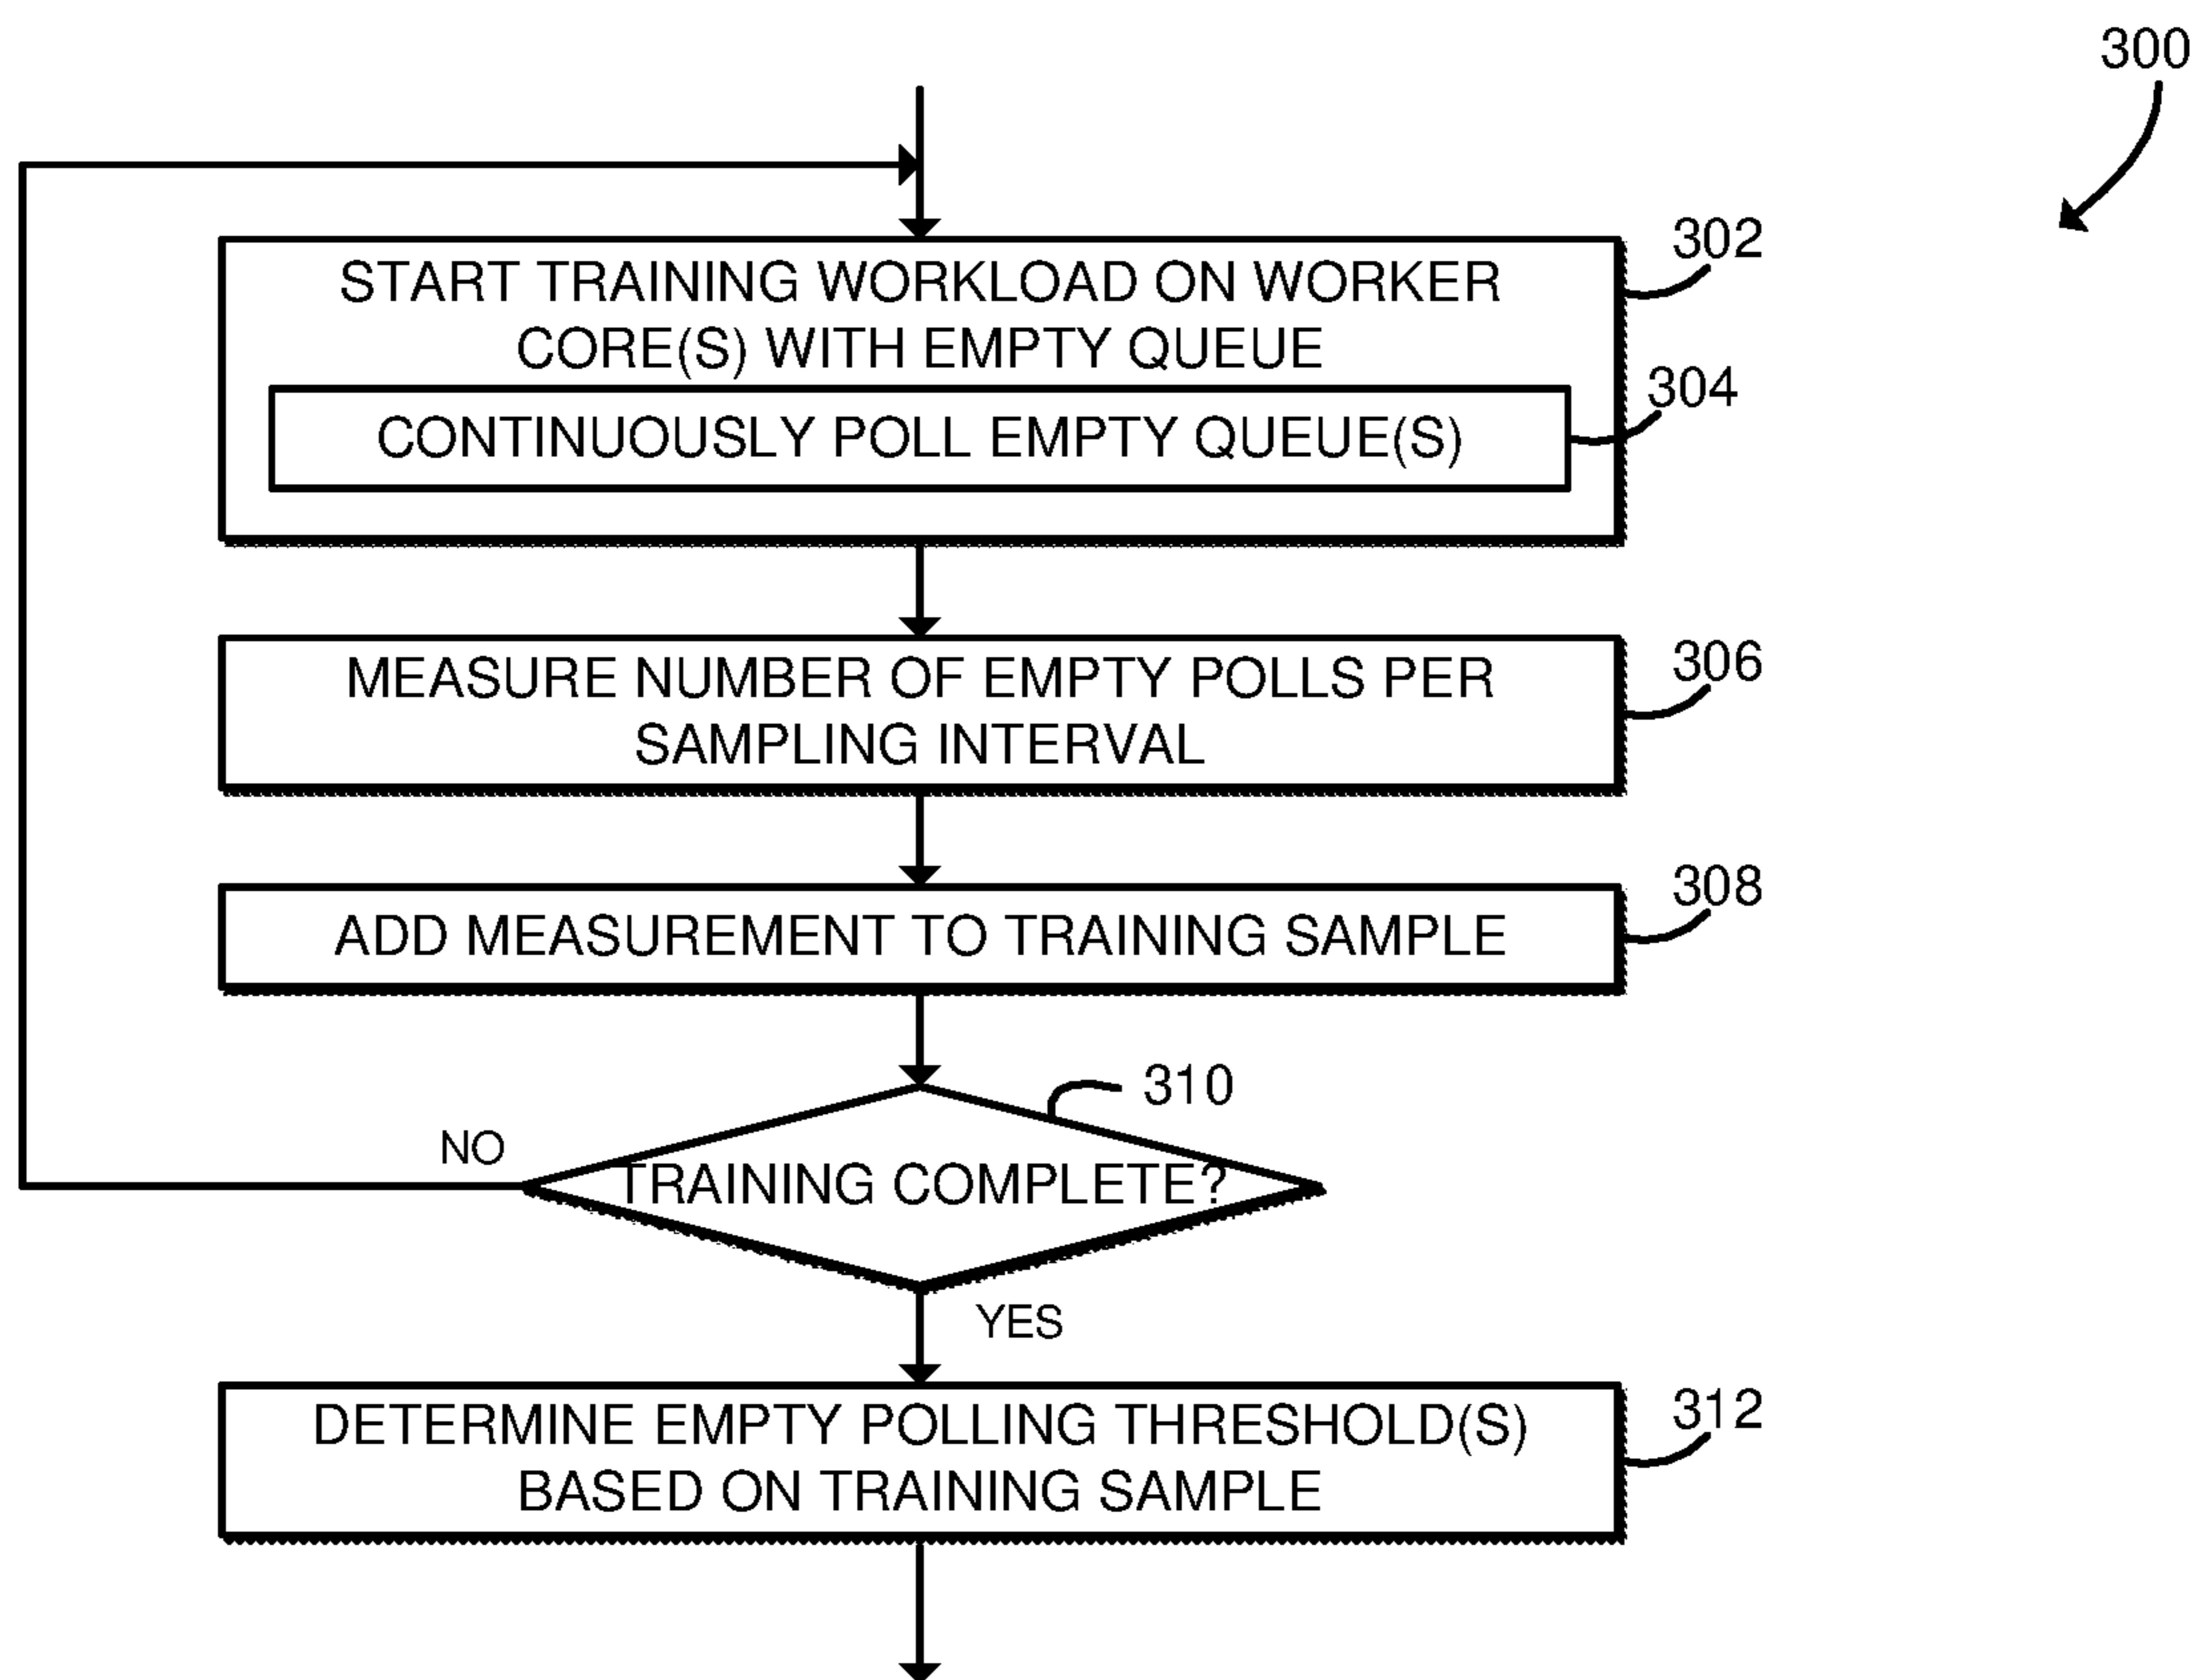 300
302
START TRAINING WORKLOAD ON WORKER
CORE(S) WITH EMPTY QUEUE
304
CONTINUOUSLY POLL EMPTY QUEUE(S)
306
MEASURE NUMBER OF EMPTY POLLS PER
SAMPLING INTERVAL
308
ADD MEASUREMENT TO TRAINING SAMPLE
310
NO
TRAINING COMPLETE?
YES
312
DETERMINE EMPTY POLLING THRESHOLD(S)
BASED ON TRAINING SAMPLE